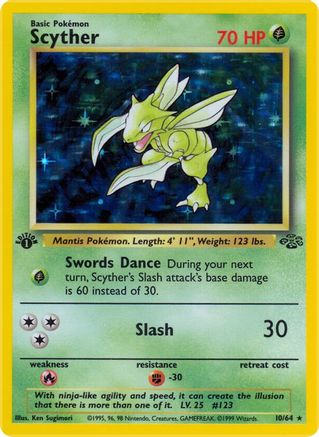 Basic Pokémon
Scyther 70 HP
EDITION 1
Mantis Pokémon. Length: 4' 11", Weight: 123 lbs.
Swords Dance During your next
turn, Scyther's Slash attack's base damage
is 60 instead of 30.
Slash 30
weakness resistance retreat cost
-30
With ninja-like agility and speed, it can create the illusion
that there is more than one of it. LV. 25 #123
Illus. Ken Sugimori ©1995, 96, 98 Nintendo, Creatures, GAMEFREAK. ©1999 Wizards. 10/64 ★